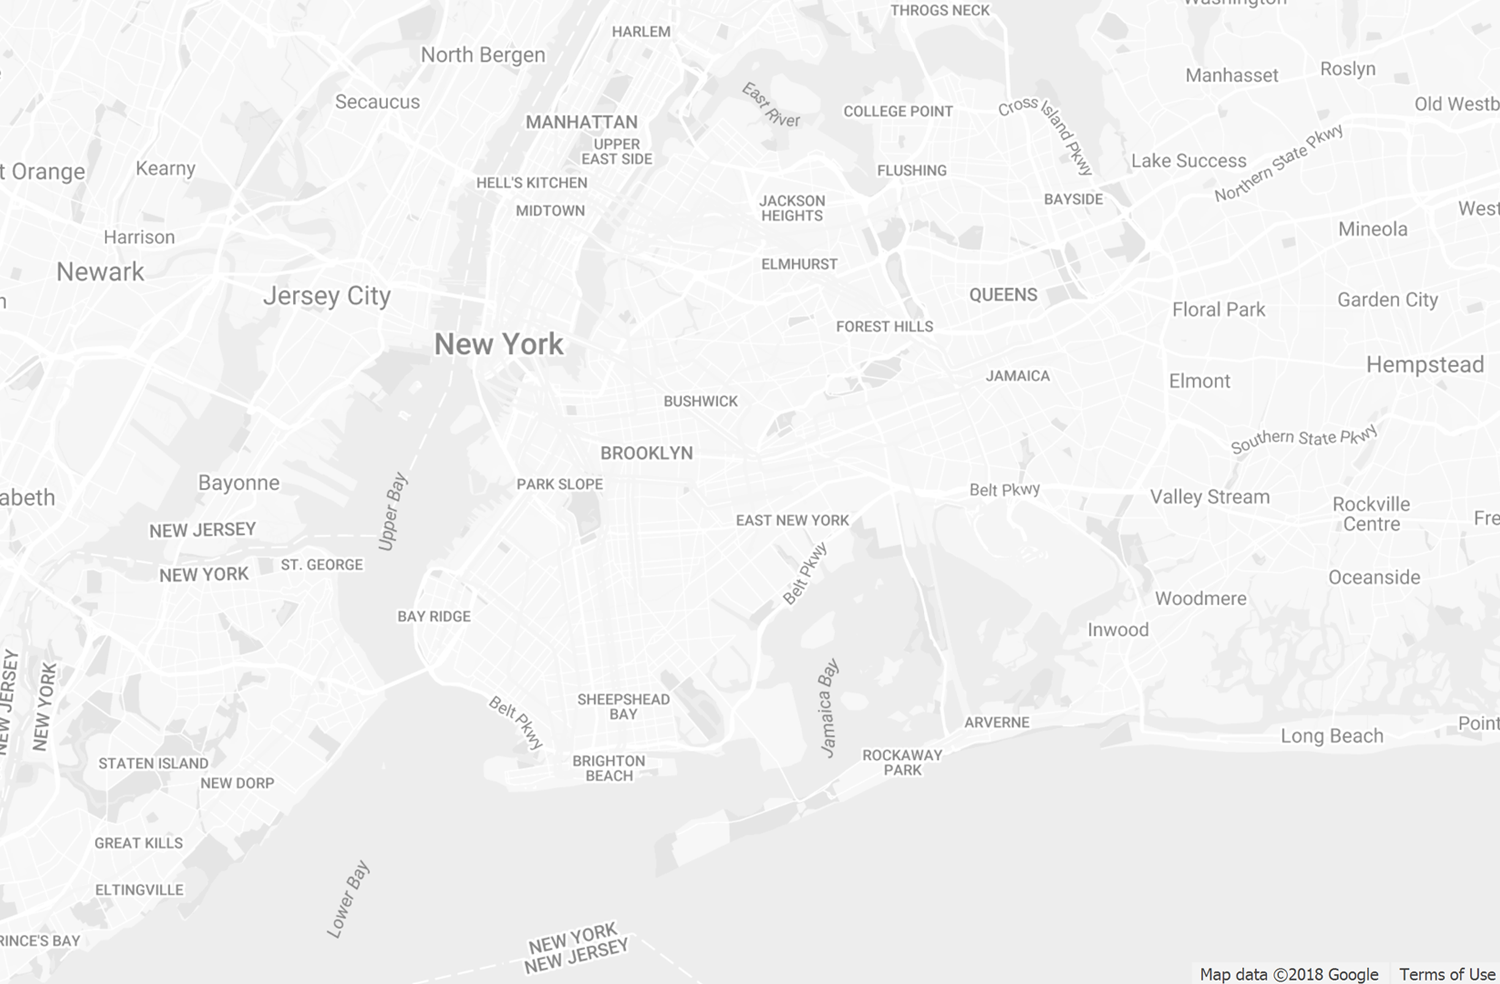 THROGS NECK
Washington
HARLEM
North Bergen
Manhasset
Roslyn
Secaucus
East River
COLLEGE POINT
Cross Island Pkwy
Old Westb
MANHATTAN
UPPER
EAST SIDE
Northern State Pkwy
Lake Success
t Orange
Kearny
FLUSHING
HELL'S KITCHEN
MIDTOWN
JACKSON
HEIGHTS
BAYSIDE
West
Harrison
Mineola
Newark
ELMHURST
Jersey City
QUEENS
Floral Park
Garden City
n
FOREST HILLS
New York
Hempstead
JAMAICA
Elmont
BUSHWICK
Southern State Pkwy
BROOKLYN
Bayonne
PARK SLOPE
Belt Pkwy
Valley Stream
abeth
Rockville
Centre
Upper Bay
NEW JERSEY
EAST NEW YORK
Fre
ST. GEORGE
NEW YORK
Belt Pkwy
Oceanside
Woodmere
BAY RIDGE
Inwood
NEW JERSEY
NEW YORK
Jamaica Bay
SHEEPSHEAD
BAY
Belt Pkwy
ARVERNE
Point
Long Beach
STATEN ISLAND
BRIGHTON
BEACH
ROCKAWAY
PARK
NEW DORP
GREAT KILLS
ELTINGVILLE
Lower Bay
RINCE'S BAY
NEW YORK
NEW JERSEY
Map data ©2018 Google
Terms of Use